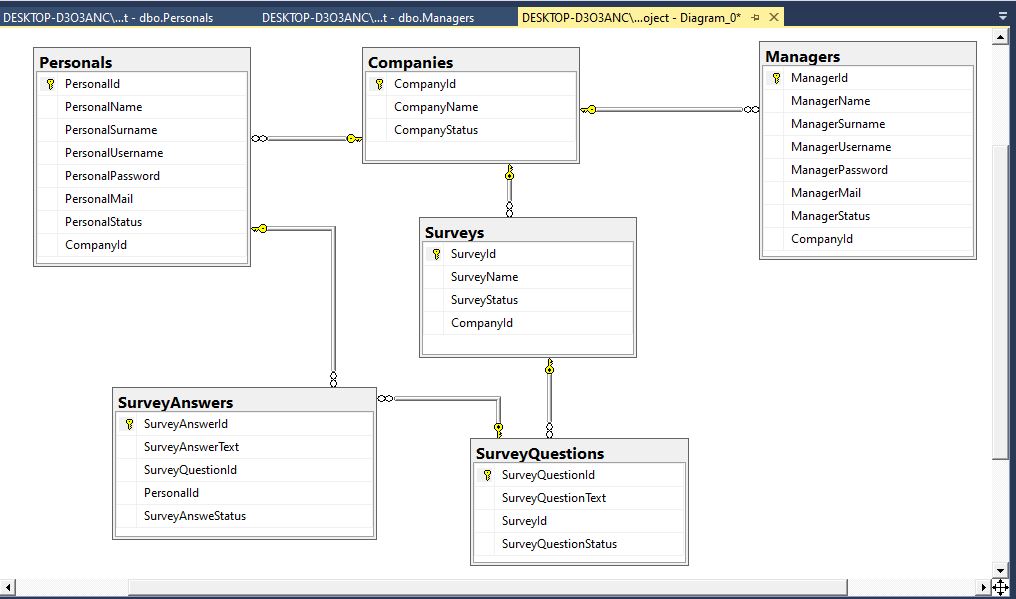 DESKTOP-D3O3ANC\...t - dbo.Personals
DESKTOP-D3O3ANC\...t - dbo.Managers
DESKTOP-D3O3ANC\...oject - Diagram_0*
Personals
PersonalId
PersonalName
PersonalSurname
PersonalUsername
PersonalPassword
PersonalMail
PersonalStatus
CompanyId
Companies
CompanyId
CompanyName
CompanyStatus
Managers
ManagerId
ManagerName
ManagerSurname
ManagerUsername
ManagerPassword
ManagerMail
ManagerStatus
CompanyId
Surveys
SurveyId
SurveyName
SurveyStatus
CompanyId
SurveyAnswers
SurveyAnswerId
SurveyAnswerText
SurveyQuestionId
PersonalId
SurveyAnsweStatus
SurveyQuestions
SurveyQuestionId
SurveyQuestionText
SurveyId
SurveyQuestionStatus